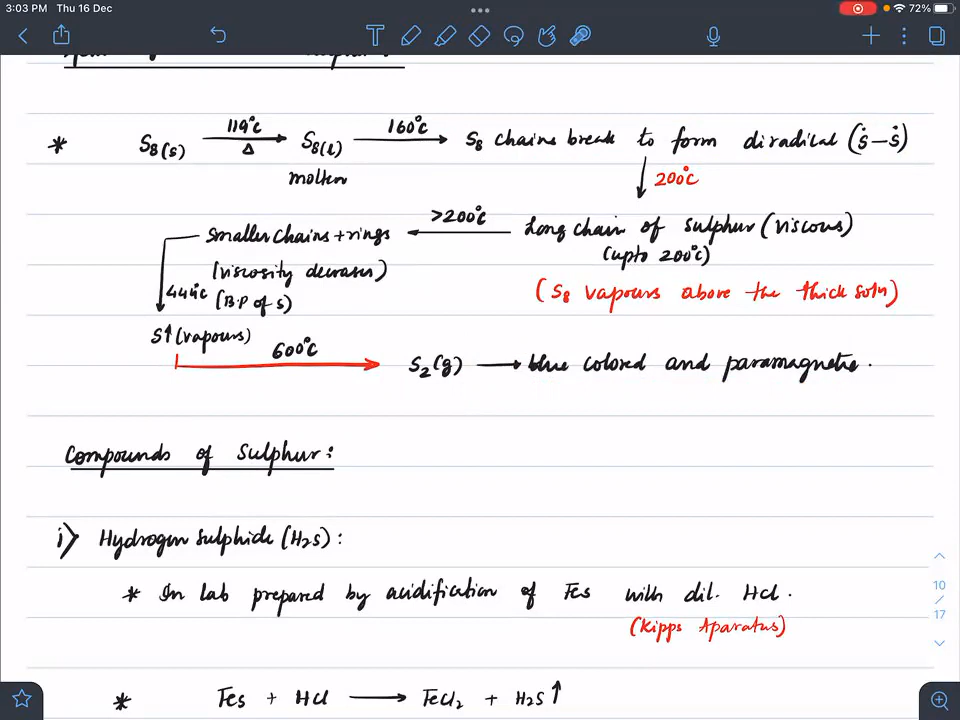 3:03 PM Thu 16 Dec
72%
119°C 160°C
* S8(s) Δ S8(l) S8 chains break to form diradical (Ṡ–Ṡ)
molten
200°C
smaller chains + rings >200°C Long chain of sulphur (viscous)
(upto 200°C)
(viscosity decreases)
444°C (B.P of S)
(S8 vapours above the thick soln)
S↑ (vapours)
600°C
S2(g) → blue colored and paramagnetic.
Compounds of Sulphur:
i) Hydrogen Sulphide (H2S):
* In lab prepared by acidification of FeS with dil. HCl.
(Kipps Aparatus)
10
/
17
* FeS + HCl → FeCl2 + H2S↑